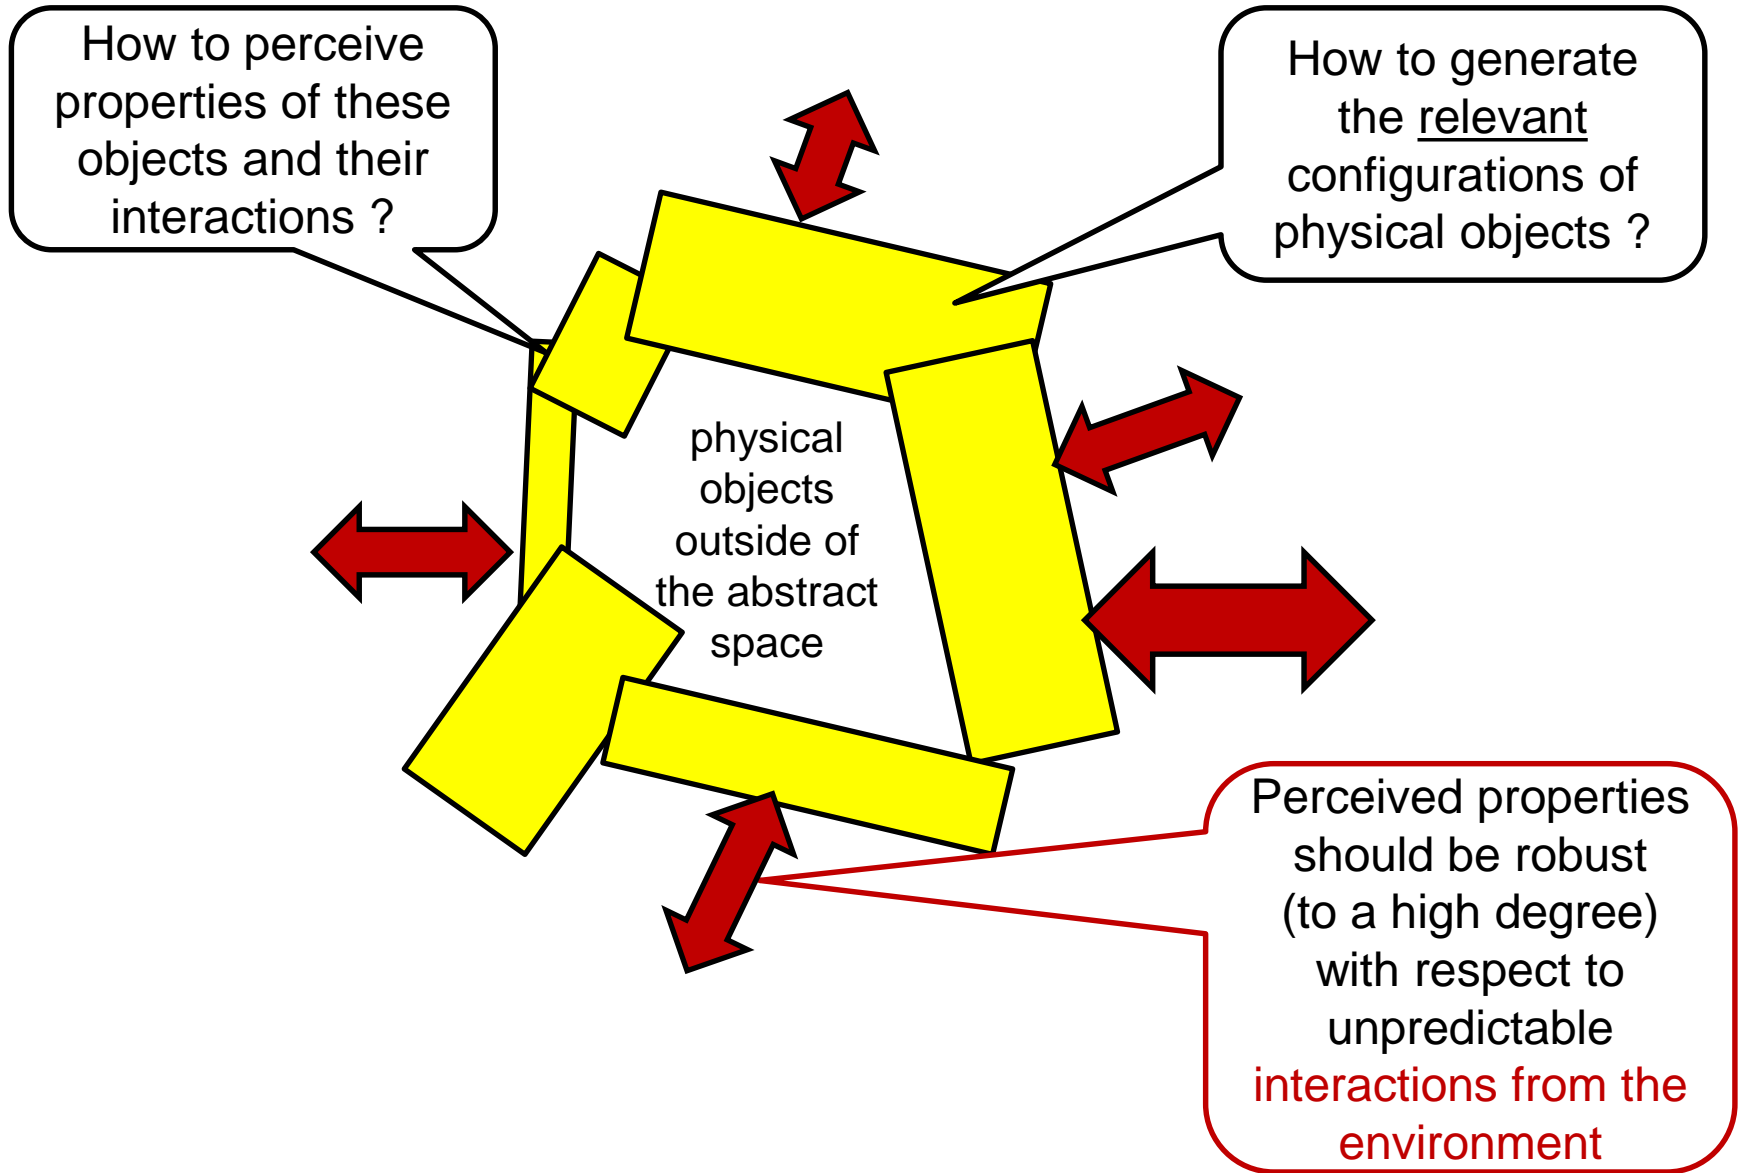 How to perceive
properties of these
objects and their
interactions ?
How to generate
the relevant
configurations of
physical objects ?
physical
objects
outside of
the abstract
space
Perceived properties
should be robust
(to a high degree)
with respect to
unpredictable
interactions from the
environment